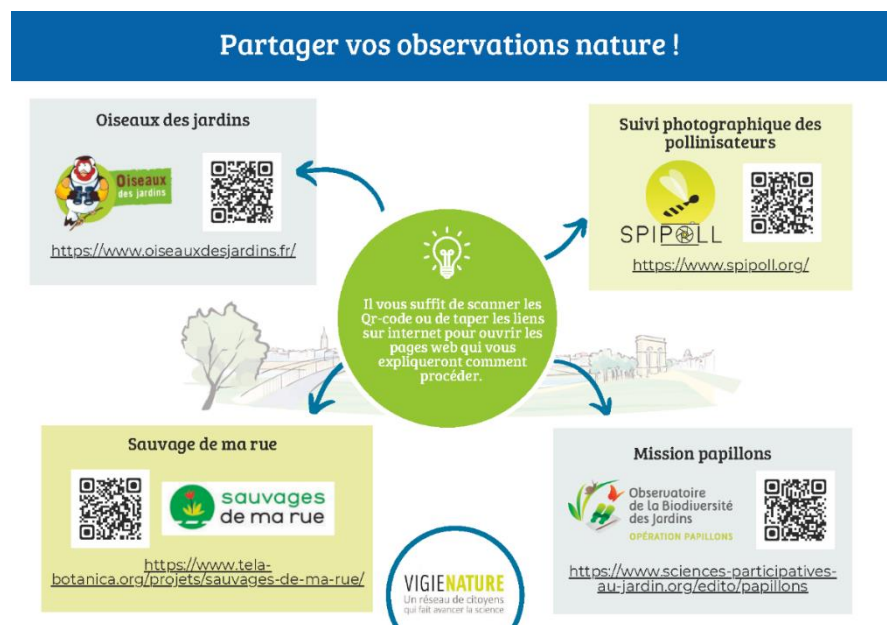 Partager vos observations nature !
Oiseaux des jardins
Oiseaux
des jardins
https://www.oiseauxdesjardins.fr/
Suivi photographique des
pollinisateurs
SPIPOLL
https://www.spipoll.org/
Il vous suffit de scanner les
Qr-code ou de taper les liens
sur internet pour ouvrir les
pages web qui vous
expliqueront comment
procéder.
Sauvage de ma rue
sauvages
de ma rue
https://www.tela-
botanica.org/projets/sauvages-de-ma-rue/
Mission papillons
Observatoire
de la Biodiversité
des Jardins
OPÉRATION PAPILLONS
https://www.sciences-participatives-
au-jardin.org/edito/papillons
VIGIENATURE
Un réseau de citoyens
qui fait avancer la science